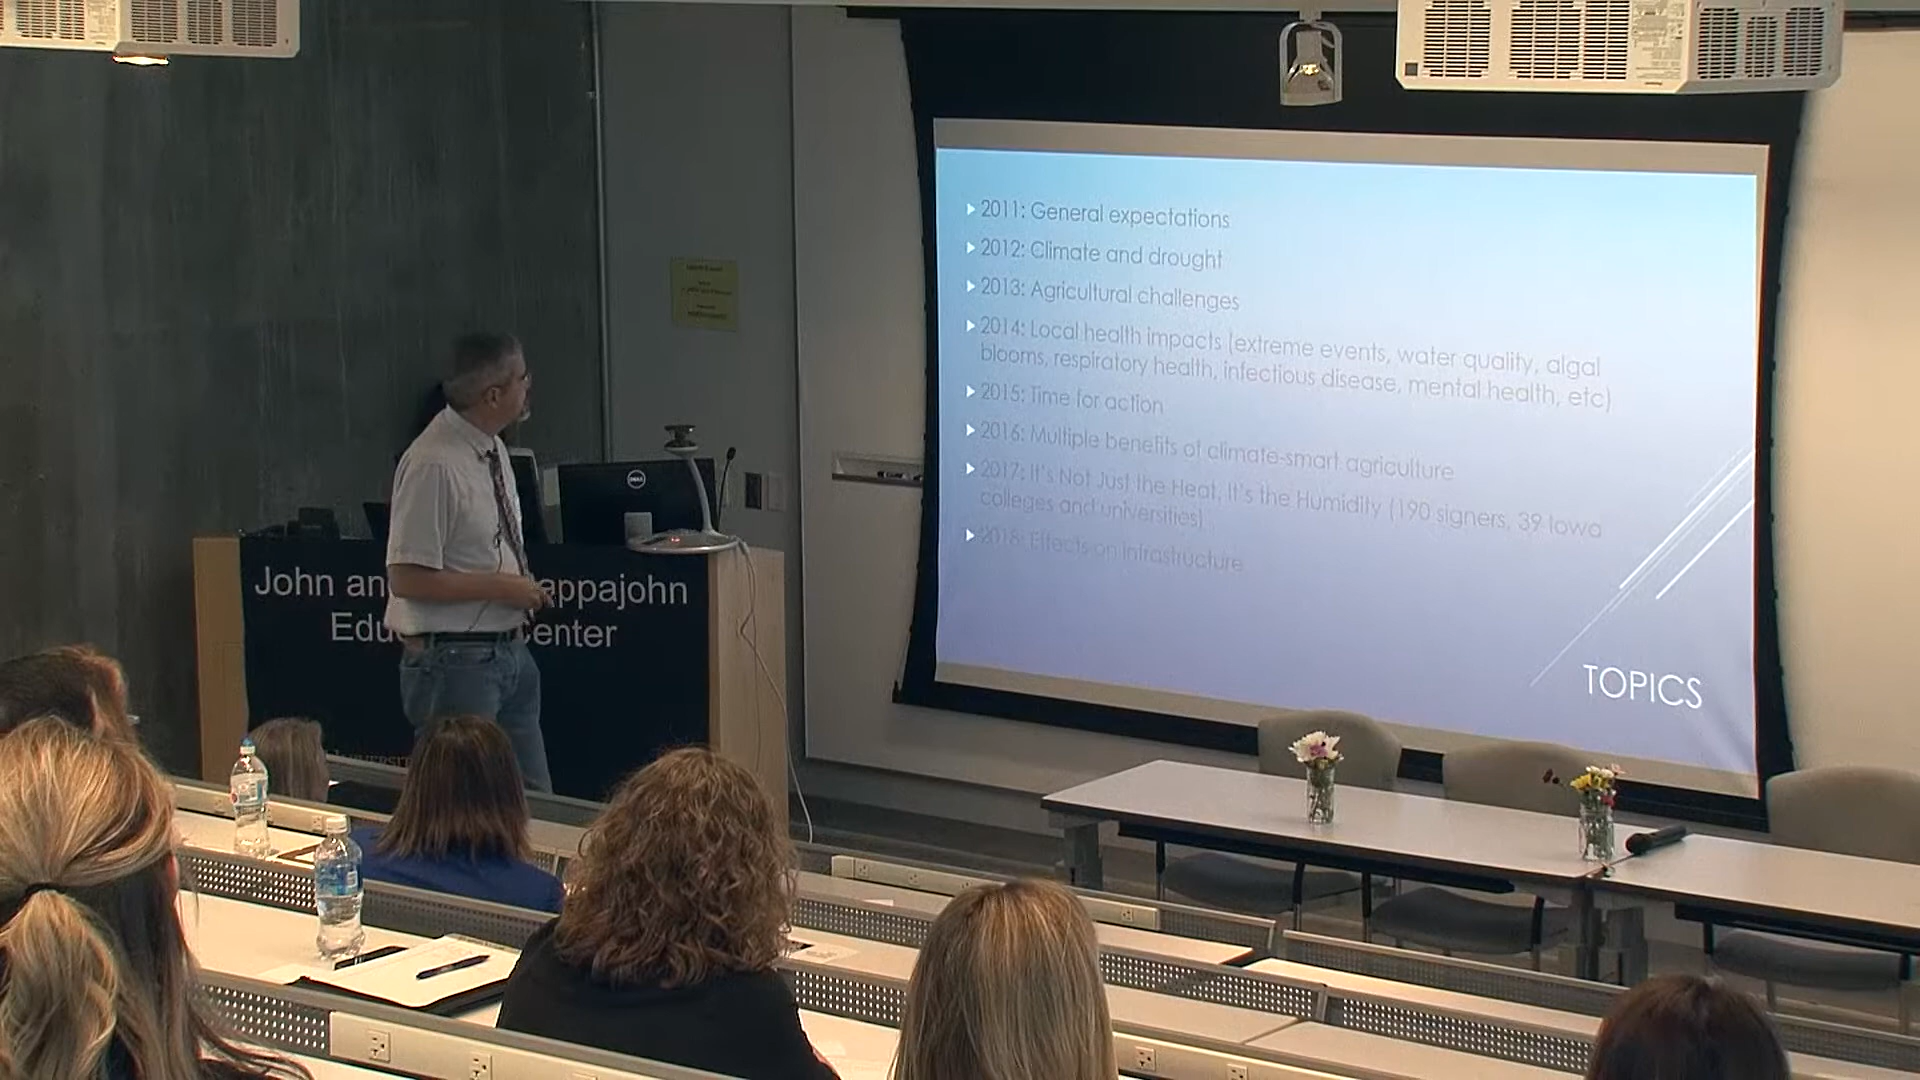 2011: General expectations
2012: Climate and drought
2013: Agricultural challenges
2014: Local health impacts (extreme events, water quality, algal
blooms, respiratory health, infectious disease, mental health, etc)
2015: Time for action
2016: Multiple benefits of climate-smart agriculture
2017: It's Not Just the Heat, It's the Humidity (190 signers, 39 Iowa
colleges and universities)
2018: Effects on infrastructure
TOPICS
DELL
John an appajohn
Edu Center